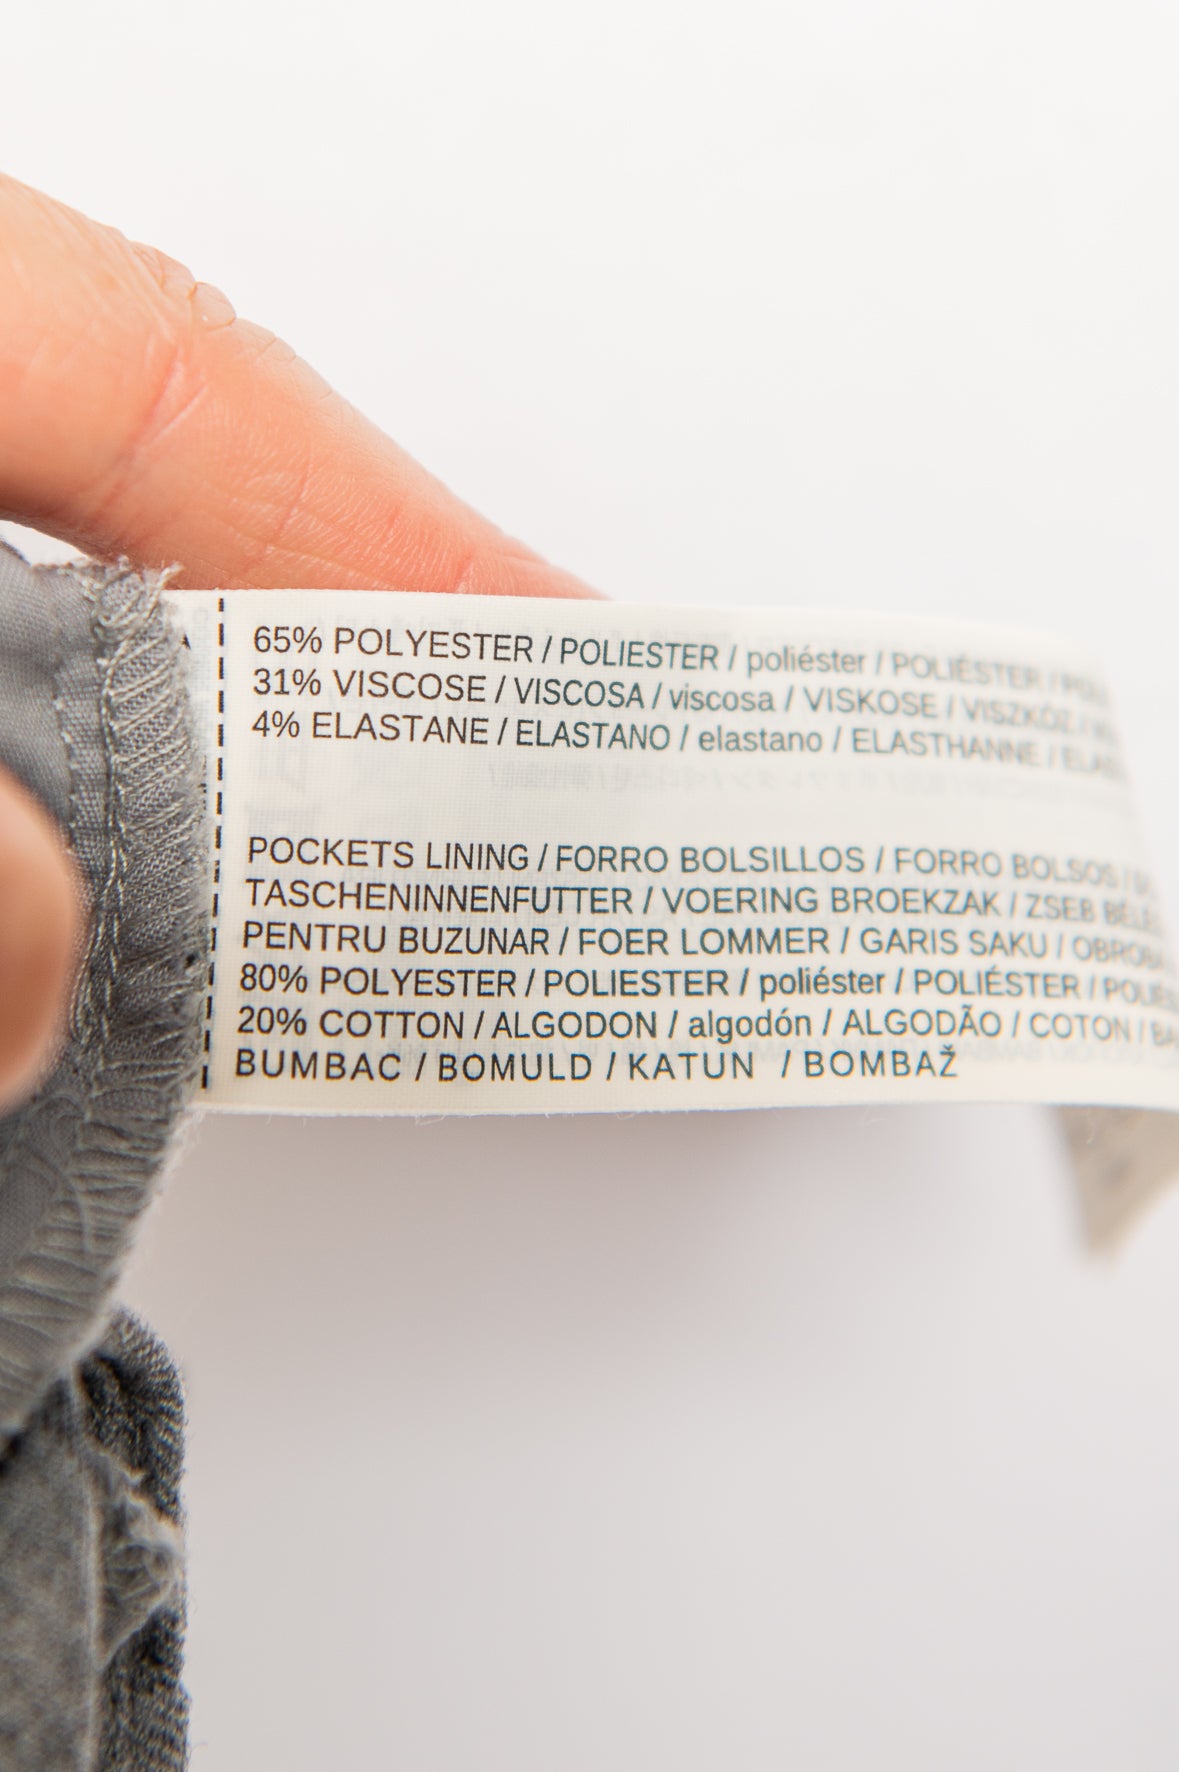 65% POLYESTER / POLIESTER / poliéster / POLIÉSTER /
31% VISCOSE / VISCOSA / viscosa / VISKOSE / VISZKÓZ /
4% ELASTANE / ELASTANO / elastano / ELASTHANNE /
POCKETS LINING / FORRO BOLSILLOS / FORRO BOLSOS /
TASCHENINNENFUTTER / VOERING BROEKZAK / ZSEB
PENTRU BUZUNAR / FOER LOMMER / GARIS SAKU /
80% POLYESTER / POLIESTER / poliéster / POLIÉSTER /
20% COTTON / ALGODON / algodón / ALGODÃO / COTON /
BUMBAC / BOMULD / KATUN / BOMBAŽ